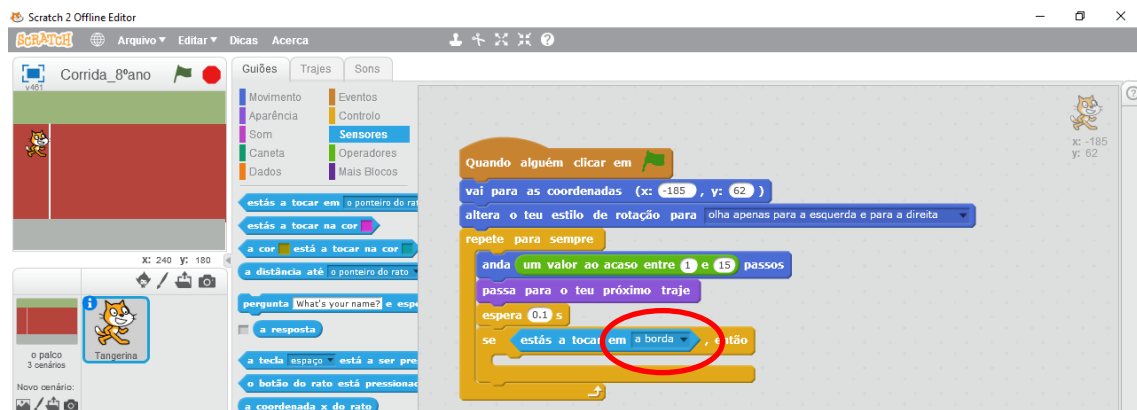 Scratch 2 Offline Editor
SCRATCH Arquivo Editar Dicas Acerca
Corrida_8ºano
v461
Guiões Trajes Sons
Movimento Eventos
Aparência Controlo
Som Sensores
Caneta Operadores
Dados Mais Blocos
estás a tocar em o ponteiro do
estás a tocar na cor
a cor está a tocar na cor
a distância até o ponteiro do rato
pergunta What's your name? e
a resposta
a tecla espaço está a ser
o botão do rato está
a coordenada x do rato
X: 240 y: 180
o palco
3 cenários
Tangerina
Novo cenário:
x: -185
y: 62
Quando alguém clicar em
vai para as coordenadas (x: -185 , y: 62 )
altera o teu estilo de rotação para olha apenas para a esquerda e para a direita
repete para sempre
anda um valor ao acaso entre 1 e 15 passos
passa para o teu próximo traje
espera 0.1 s
se estás a tocar em a borda , então